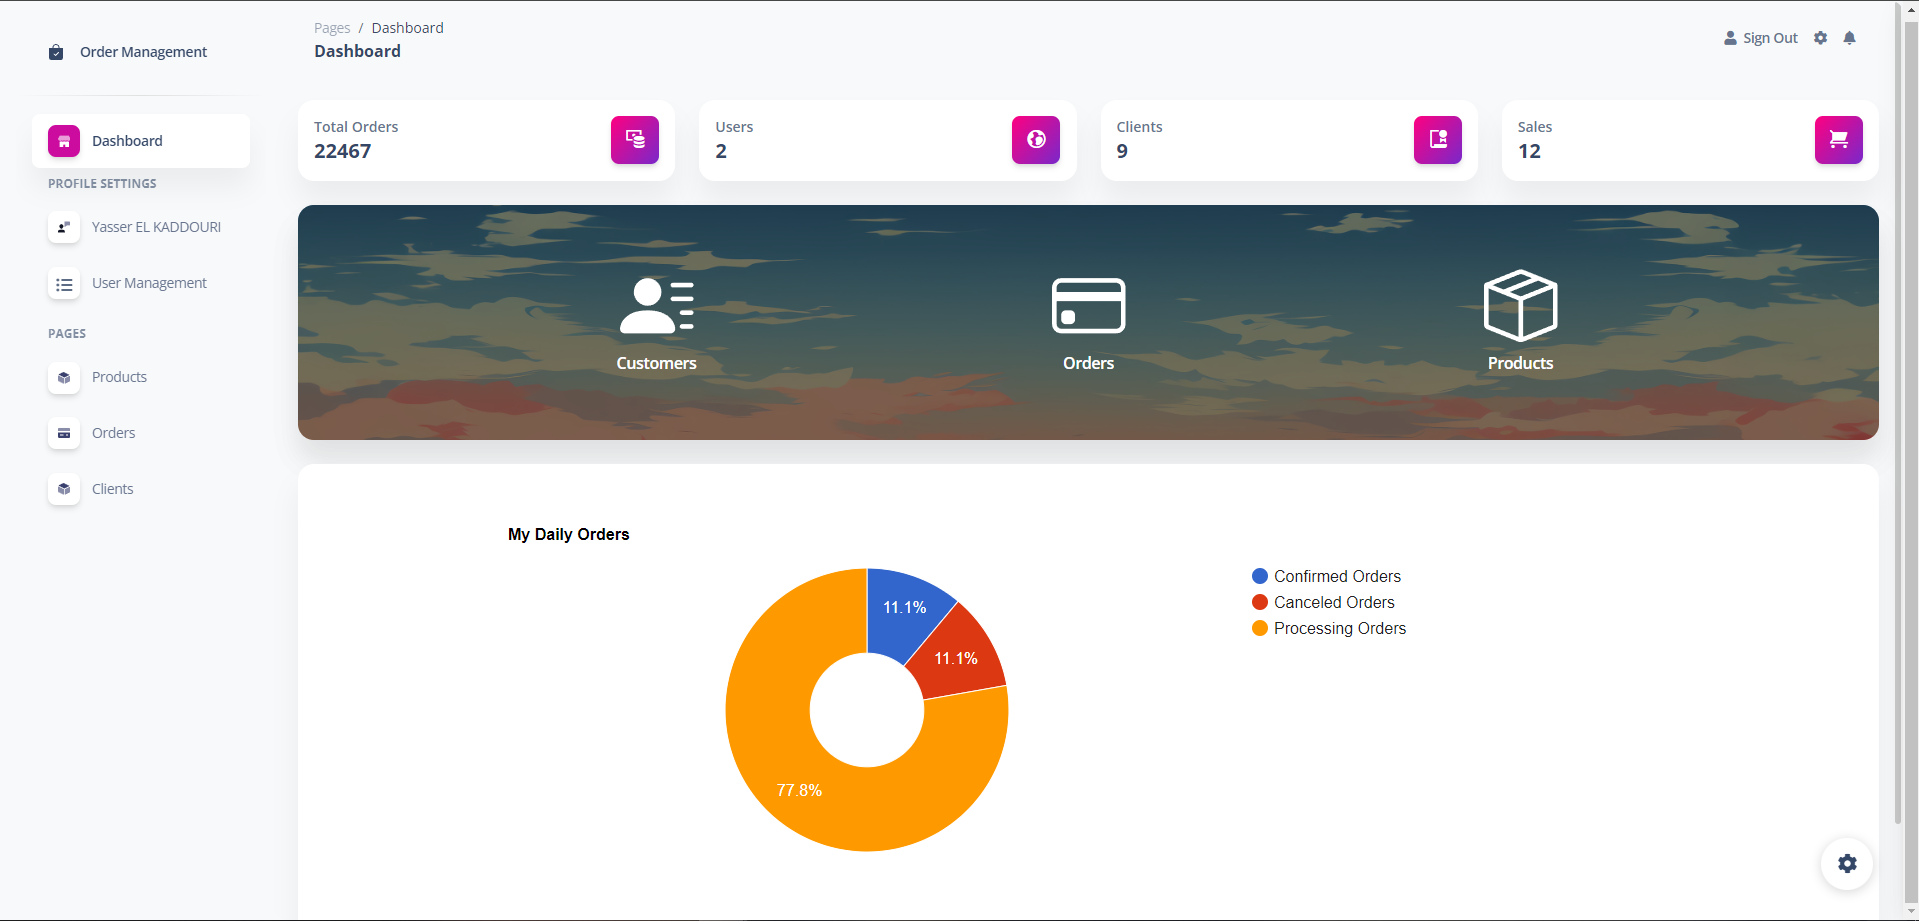 Order Management
Dashboard
PROFILE SETTINGS
Yasser EL KADDOURI
User Management
PAGES
Products
Orders
Clients
Pages / Dashboard
Dashboard
Sign Out
Total Orders
22467
Users
2
Clients
9
Sales
12
Customers
Orders
Products
My Daily Orders
11.1%
11.1%
77.8%
Confirmed Orders
Canceled Orders
Processing Orders